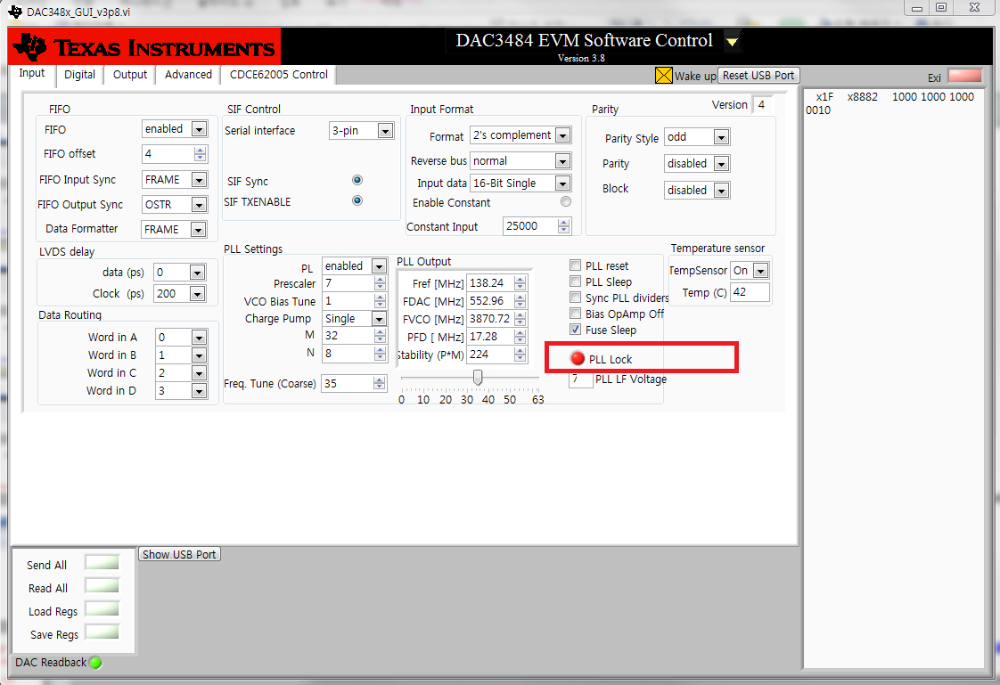 DAC348x_GUI_v3p8.vi
TEXAS INSTRUMENTS
DAC3484 EVM Software Control
Version 3.8
Input Digital Output Advanced CDCE62005 Control
Wake up Reset USB Port Exi
x1F x8882 1000 1000 1000
0010
Version 4
FIFO
FIFO enabled
FIFO offset 4
FIFO Input Sync FRAME
FIFO Output Sync OSTR
Data Formatter FRAME
SIF Control
Serial interface 3-pin
SIF Sync
SIF TXENABLE
Input Format
Format 2's complement
Reverse bus normal
Input data 16-Bit Single
Enable Constant
Constant Input 25000
Parity
Parity Style odd
Parity disabled
Block disabled
LVDS delay
data (ps) 0
Clock (ps) 200
Data Routing
Word in A 0
Word in B 1
Word in C 2
Word in D 3
PLL Settings
PL enabled
Prescaler 7
VCO Bias Tune 1
Charge Pump Single
M 32
N 8
Freq. Tune (Coarse) 35
PLL Output
Fref [MHz] 138.24
FDAC [MHz] 552.96
FVCO [MHz] 3870.72
PFD [ MHz] 17.28
Stability (P*M) 224
0 10 20 30 40 50 63
PLL reset
PLL Sleep
Sync PLL dividers
Bias OpAmp Off
Fuse Sleep
PLL Lock
7 PLL LF Voltage
Temperature sensor
TempSensor On
Temp (C) 42
Show USB Port
Send All
Read All
Load Regs
Save Regs
DAC Readback